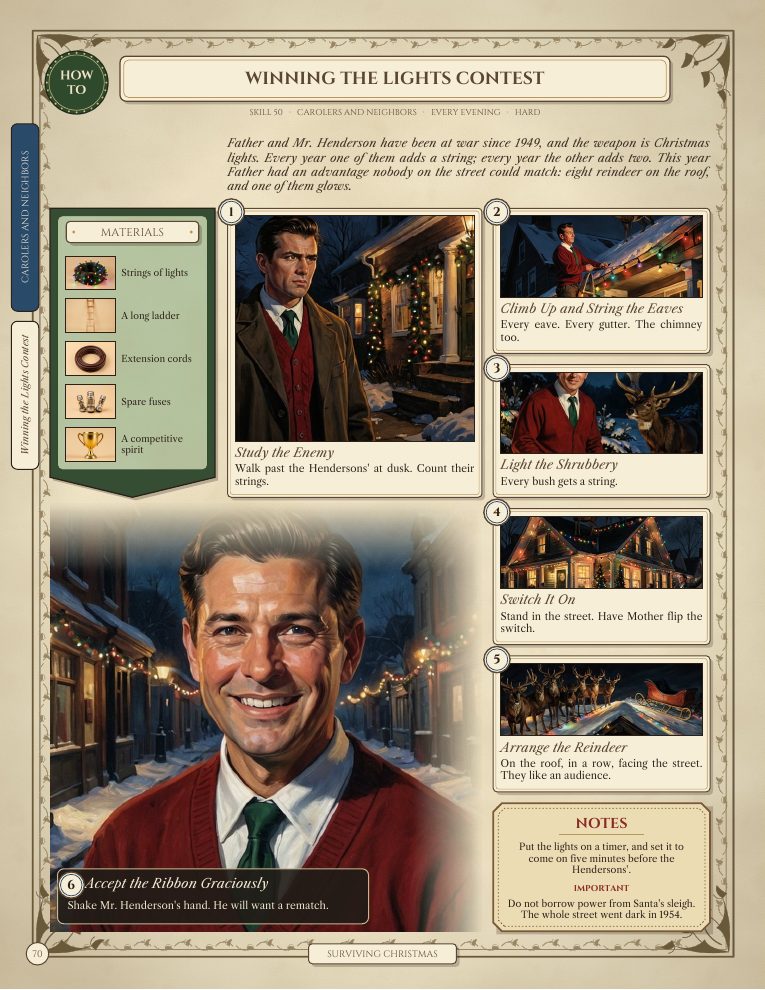 HOW
TO
WINNING THE LIGHTS CONTEST
SKILL 50 · CAROLERS AND NEIGHBORS · EVERY EVENING · HARD
CAROLERS AND NEIGHBORS
Winning the Lights Contest
Father and Mr. Henderson have been at war since 1949, and the weapon is Christmas
lights. Every year one of them adds a string; every year the other adds two. This year
Father had an advantage nobody on the street could match: eight reindeer on the roof,
and one of them glows.
MATERIALS
Strings of lights
A long ladder
Extension cords
Spare fuses
A competitive
spirit
1
Study the Enemy
Walk past the Hendersons' at dusk. Count their
strings.
2
Climb Up and String the Eaves
Every eave. Every gutter. The chimney
too.
3
Light the Shrubbery
Every bush gets a string.
4
Switch It On
Stand in the street. Have Mother flip the
switch.
5
Arrange the Reindeer
On the roof, in a row, facing the street.
They like an audience.
6
Accept the Ribbon Graciously
Shake Mr. Henderson's hand. He will want a rematch.
NOTES
Put the lights on a timer, and set it to
come on five minutes before the
Hendersons'.
IMPORTANT
Do not borrow power from Santa's sleigh.
The whole street went dark in 1954.
70
SURVIVING CHRISTMAS